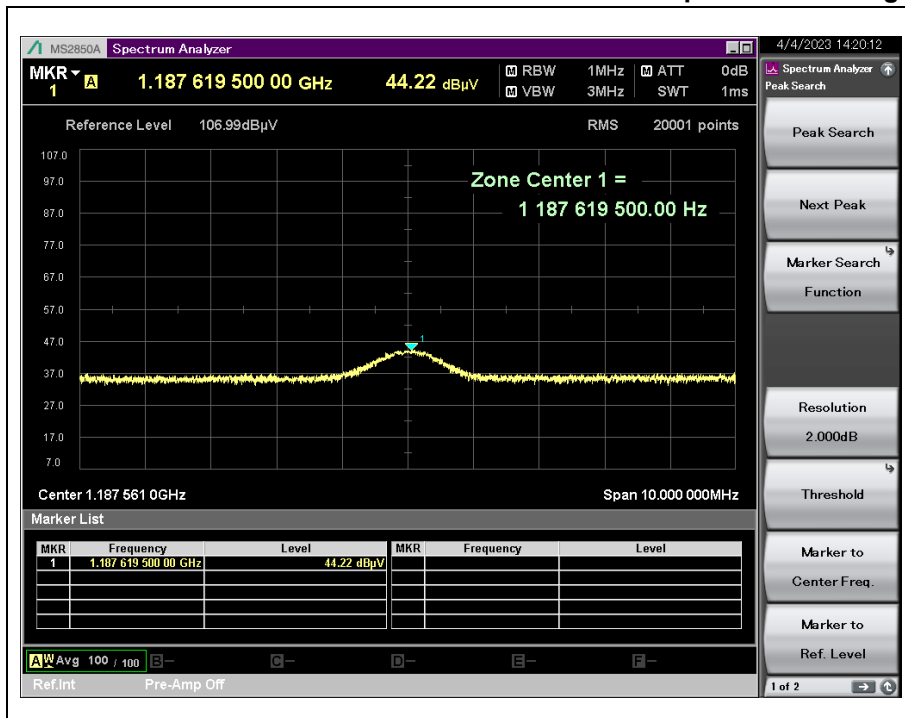 MS2850A Spectrum Analyzer
4/4/2023 14:20:12
MKR 1 A 1.187 619 500 00 GHz 44.22 dBµV
M RBW 1MHz M ATT 0dB
M VBW 3MHz SWT 1ms
Reference Level 106.99dBµV RMS 20001 points
107.0
97.0
87.0
77.0
67.0
57.0
47.0
37.0
27.0
17.0
7.0
Zone Center 1 =
1 187 619 500.00 Hz
1
Center 1.187 561 0GHz Span 10.000 000MHz
Marker List
MKR Frequency Level MKR Frequency Level
1 1.187 619 500 00 GHz 44.22 dBµV
A W Avg 100 / 100 B - C - D - E - F -
Ref.Int Pre-Amp Off
Spectrum Analyzer
Peak Search
Peak Search
Next Peak
Marker Search
Function
Resolution
2.000dB
Threshold
Marker to
Center Freq.
Marker to
Ref. Level
1 of 2